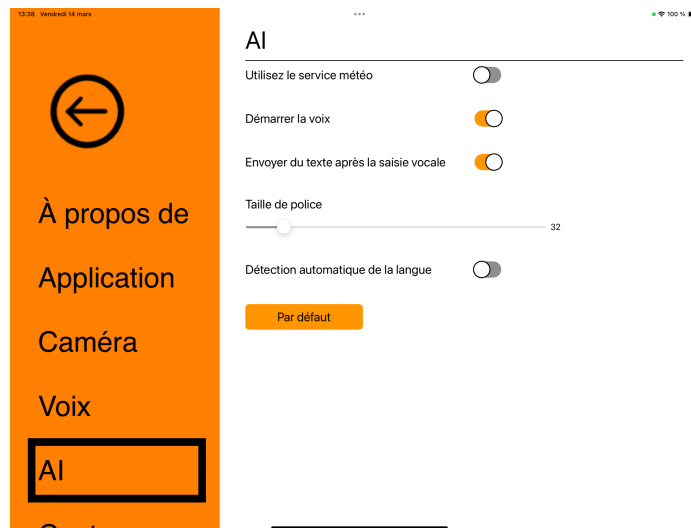 13:38 Vendredi 14 mars
100 %
À propos de
Application
Caméra
Voix
AI
AI
Utilisez le service météo
Démarrer la voix
Envoyer du texte après la saisie vocale
Taille de police
32
Détection automatique de la langue
Par défaut